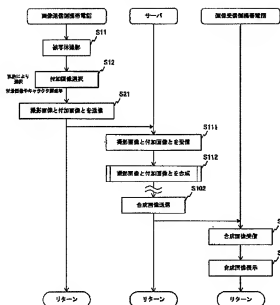 画像送信側携帯電話
サーバ
画像受信側携帯電話
S11
被写体撮影
S12
付加画像選択
S21
撮影画像と付加画像とを送信
S111
撮影画像と付加画像とを受信
S112
撮影画像と付加画像とを合成
S102
合成画像送信
S
合成画像受信
S
合成画像表示
リターン
リターン
リターン